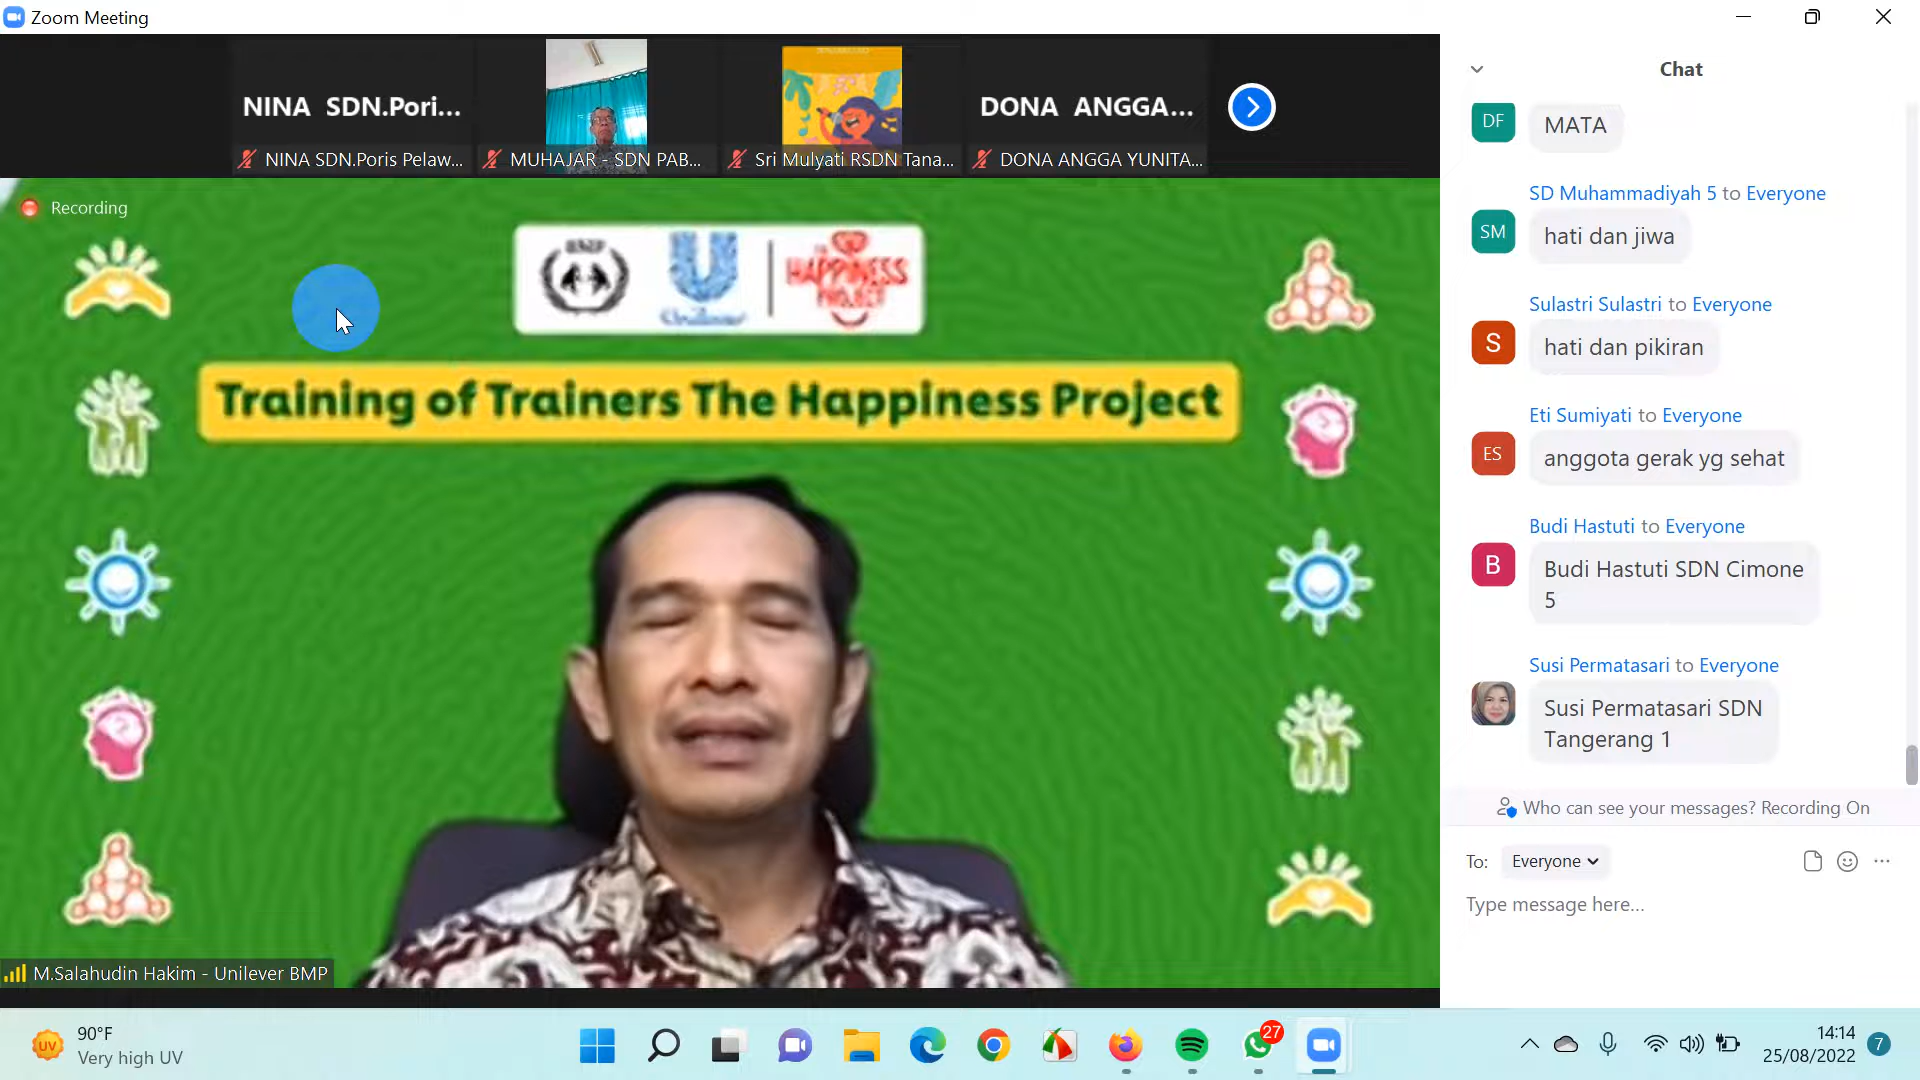 Zoom Meeting
NINA SDN.Pori...
DONA ANGGA...
NINA SDN.Poris Pelaw...
MUHAJAR - SDN PAB...
Sri Mulyati RSDN Tana...
DONA ANGGA YUNITA...
Recording
Unilever
HAPPINESS
PROJECT
Training of Trainers The Happiness Project
M.Salahudin Hakim - Unilever BMP
Chat
DF
MATA
SD Muhammadiyah 5 to Everyone
SM
hati dan jiwa
Sulastri Sulastri to Everyone
S
hati dan pikiran
Eti Sumiyati to Everyone
ES
anggota gerak yg sehat
Budi Hastuti to Everyone
B
Budi Hastuti SDN Cimone
5
Susi Permatasari to Everyone
Susi Permatasari SDN
Tangerang 1
Who can see your messages? Recording On
To: Everyone
Type message here...
UV
90°F
Very high UV
27
14:14
25/08/2022
7